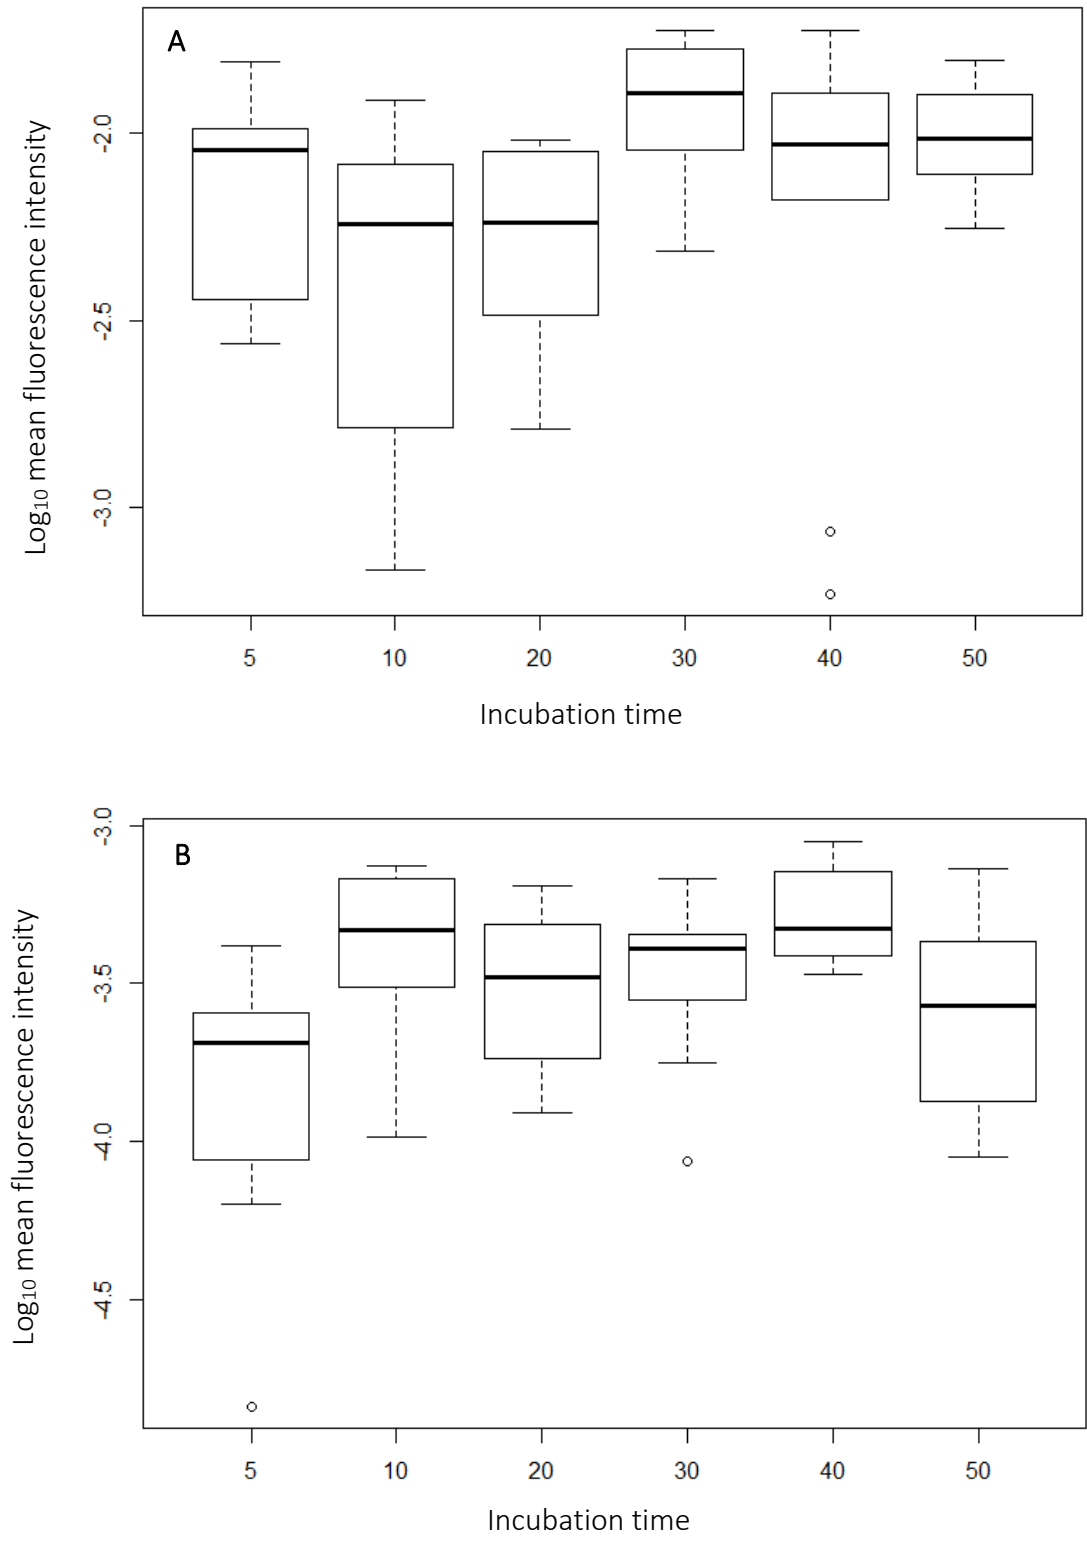 A
Log10 mean fluorescence intensity
-2.0
-2.5
-3.0
5 10 20 30 40 50
Incubation time
B
Log10 mean fluorescence intensity
-3.0
-3.5
-4.0
-4.5
5 10 20 30 40 50
Incubation time